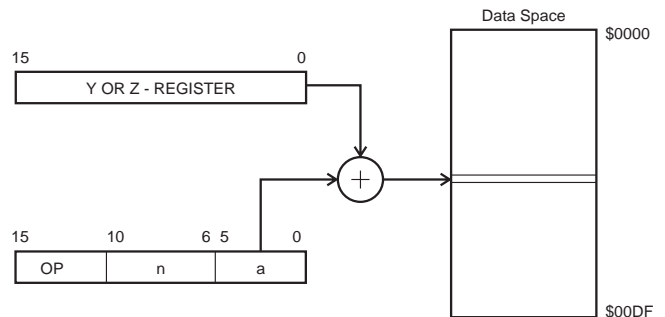 Data Space
$0000
15 0
Y OR Z - REGISTER
+
15 10 6 5 0
OP n a
$00DF